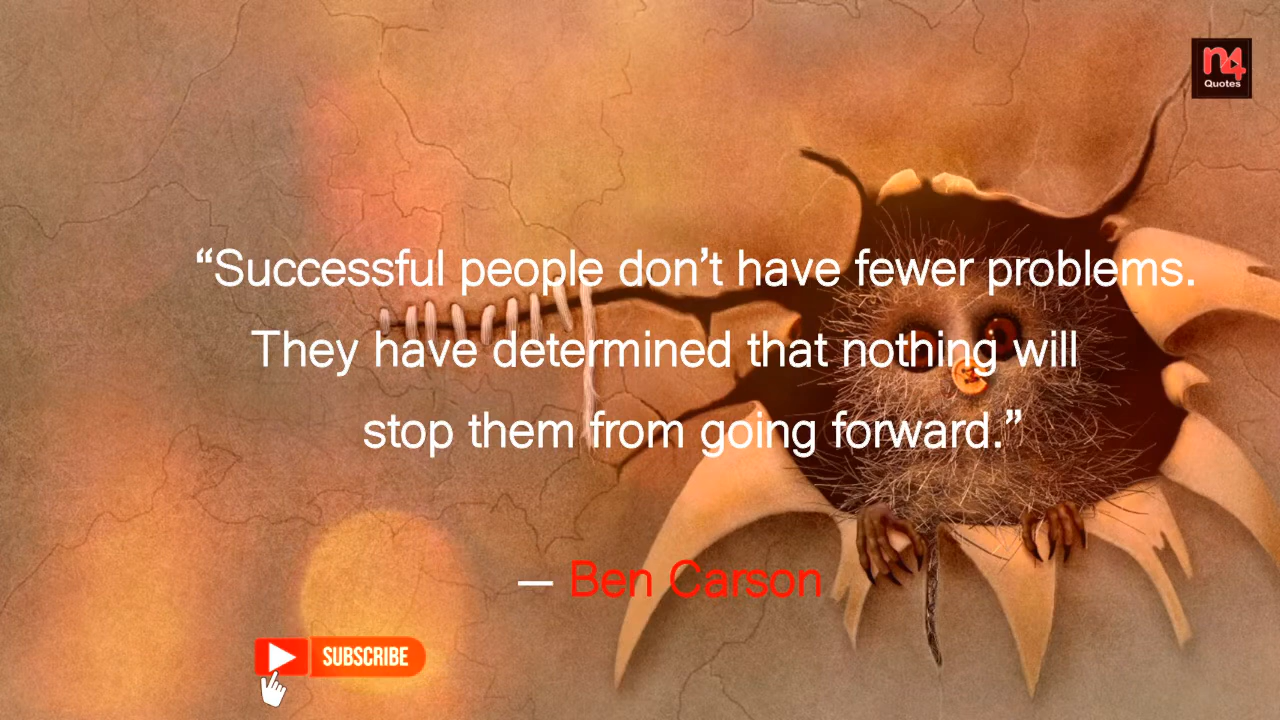 n4
Quotes
“Successful people don’t have fewer problems.
They have determined that nothing will
stop them from going forward.”
– Ben Carson
SUBSCRIBE